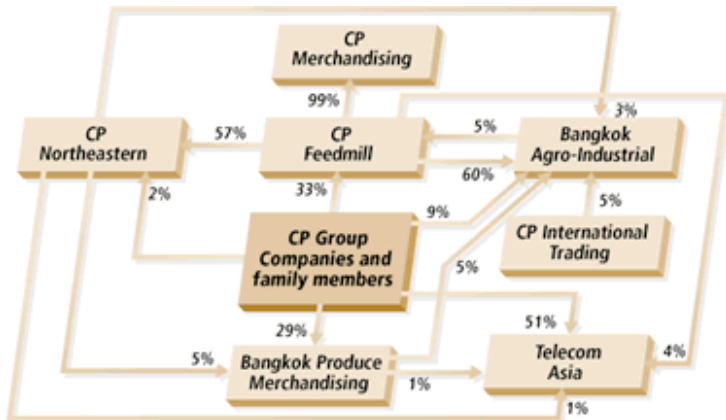 CP
Merchandising
99%
3%
CP
Northeastern
57%
CP
Feedmill
5%
Bangkok
Agro-Industrial
60%
2%
33%
9%
5%
CP Group
Companies and
family members
CP International
Trading
5%
29%
51%
5%
Bangkok Produce
Merchandising
1%
Telecom
Asia
4%
1%